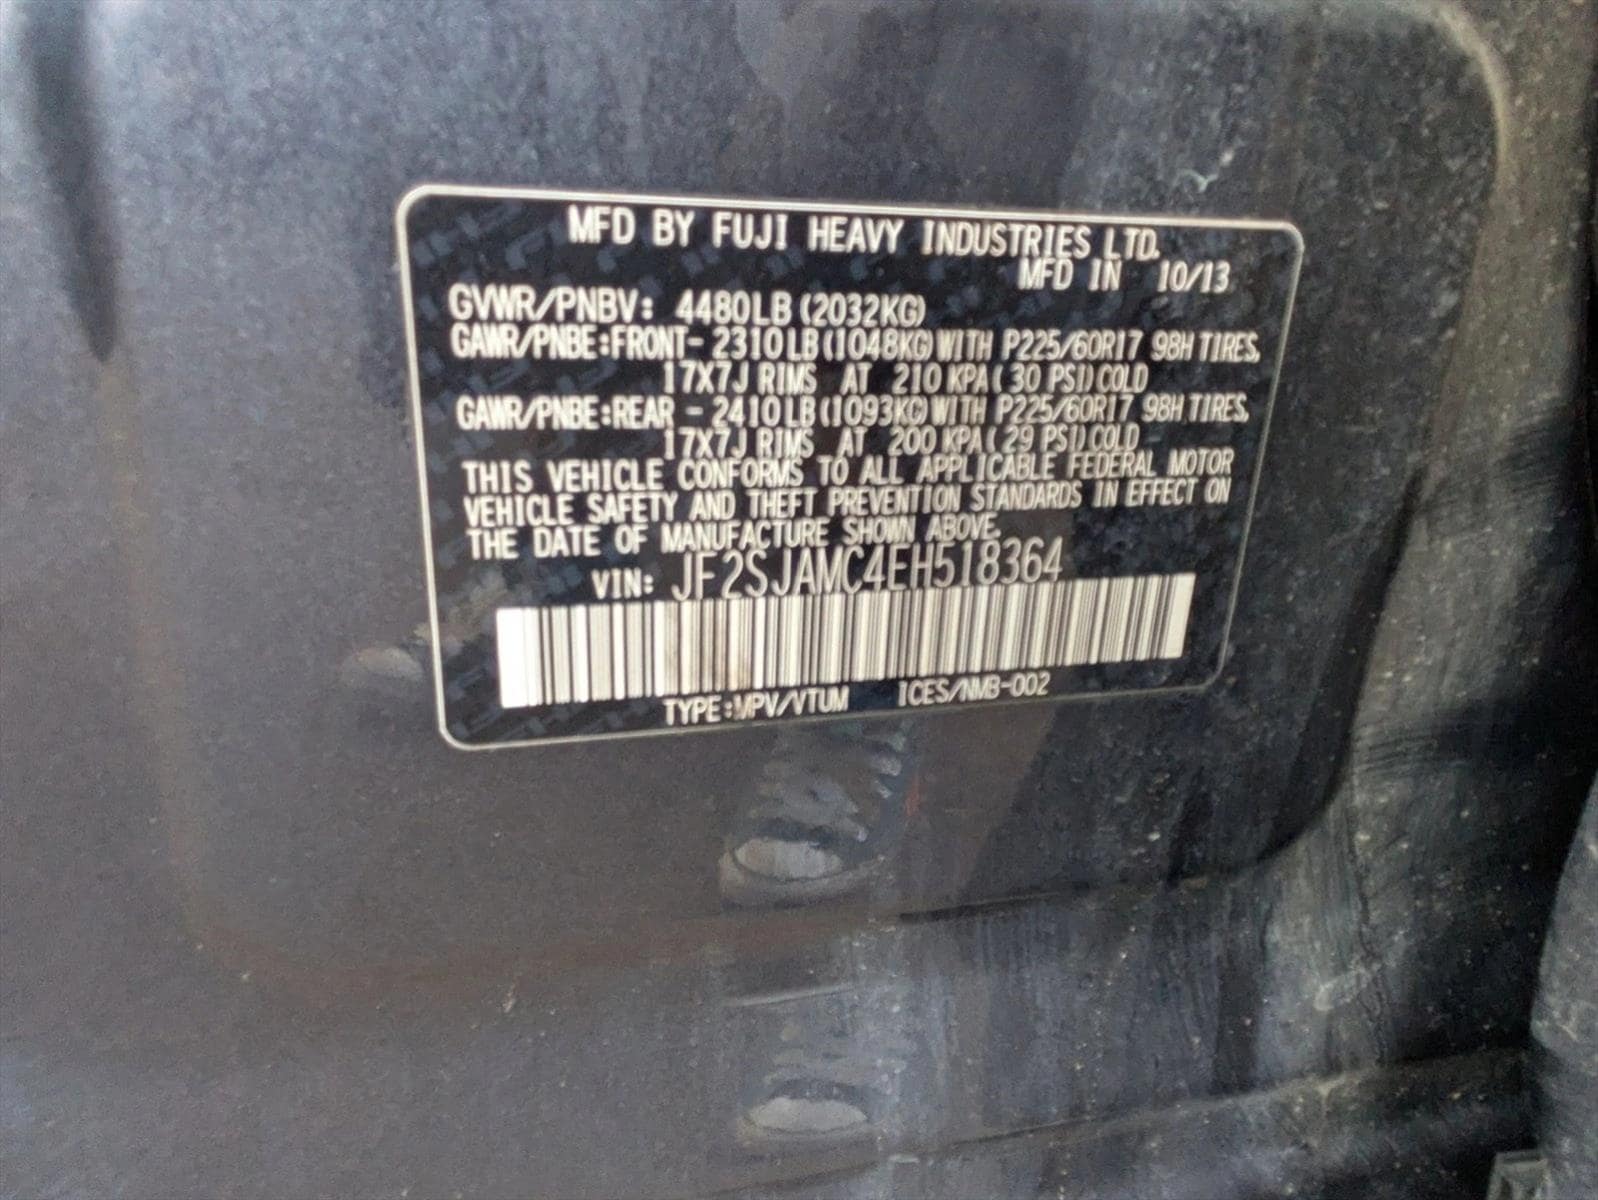 MFD BY FUJI HEAVY INDUSTRIES LTD.
MFD IN 10/13
GVWR/PNBV: 4480LB (2032KG)
GAWR/PNBE:FRONT- 2310LB(1048KG) WITH P225/60R17 98H TIRES,
17X7J RIMS AT 210 KPA( 30 PSI) COLD
GAWR/PNBE:REAR - 2410LB(1093KG) WITH P225/60R17 98H TIRES,
17X7J RIMS AT 200 KPA( 29 PSI) COLD
THIS VEHICLE CONFORMS TO ALL APPLICABLE FEDERAL MOTOR
VEHICLE SAFETY AND THEFT PREVENTION STANDARDS IN EFFECT ON
THE DATE OF MANUFACTURE SHOWN ABOVE.
VIN: JF2SJAMC4EH518364
TYPE:MPV/VTUM ICES/NMB-002